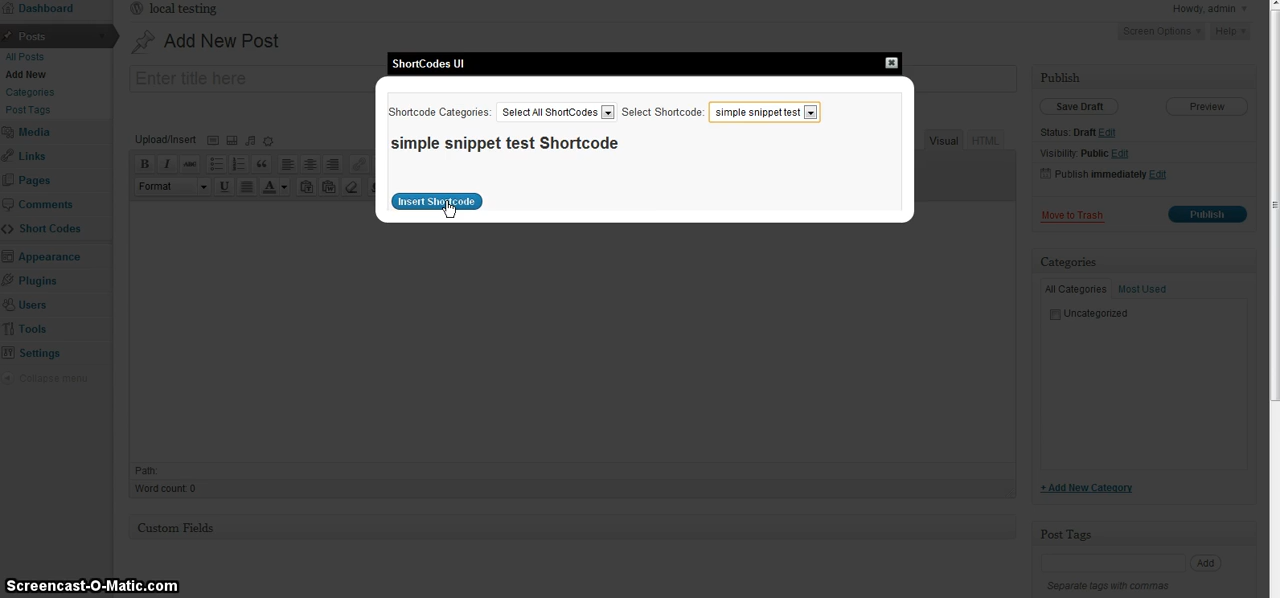 Dashboard
local testing
Howdy, admin
Posts
Add New Post
Screen Options
Help
All Posts
Add New
Categories
Post Tags
Media
Links
Pages
Comments
Short Codes
Appearance
Plugins
Users
Tools
Settings
Collapse menu
Enter title here
Upload/Insert
Visual
HTML
B I ABC
Format
U
A
Path:
Word count: 0
Custom Fields
ShortCodes UI
Shortcode Categories: Select All ShortCodes Select Shortcode: simple snippet test
simple snippet test Shortcode
Insert Shortcode
Publish
Save Draft
Preview
Status: Draft Edit
Visibility: Public Edit
Publish immediately Edit
Move to Trash
Publish
Categories
All Categories
Most Used
Uncategorized
+ Add New Category
Post Tags
Add
Separate tags with commas
Screencast-O-Matic.com